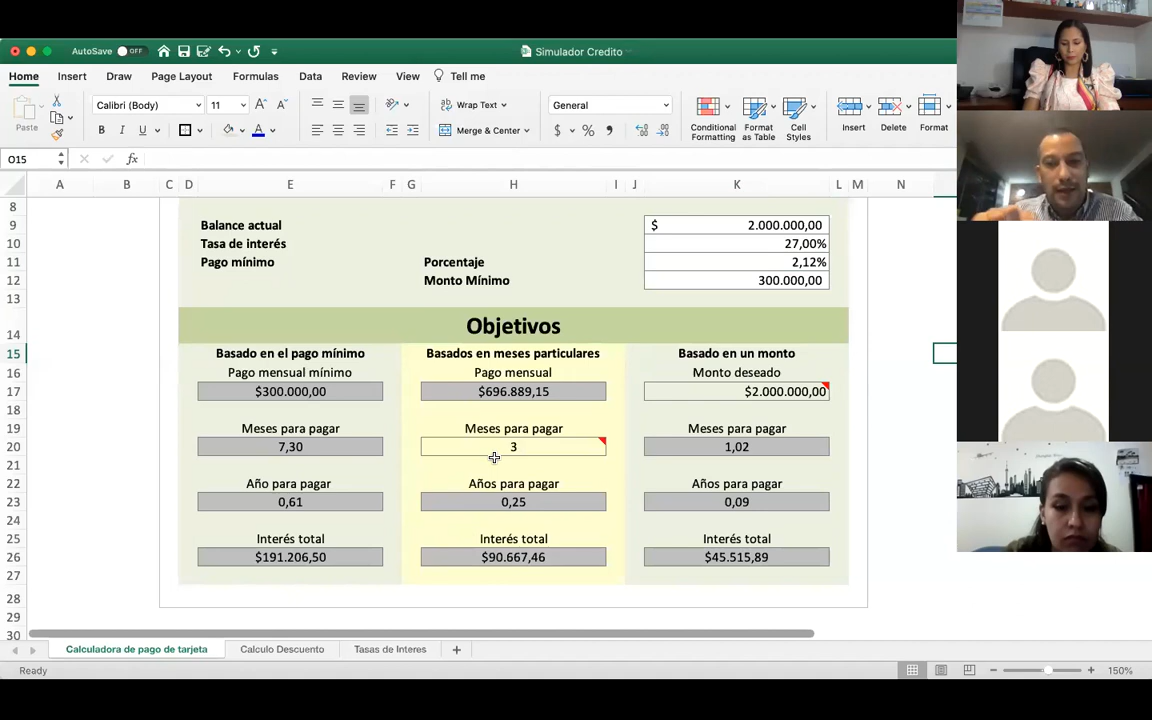 AutoSave OFF
Simulador Credito
Home Insert Draw Page Layout Formulas Data Review View Tell me
Paste
Calibri (Body) 11
Wrap Text
Merge & Center
General
Conditional Formatting
Format as Table
Cell Styles
Insert
Delete
Format
O15
fx
A B C D E F G H I J K L M N
8
9 Balance actual $ 2.000.000,00
10 Tasa de interés 27,00%
11 Pago mínimo Porcentaje 2,12%
12 Monto Mínimo 300.000,00
13
14 Objetivos
15 Basado en el pago mínimo Basados en meses particulares Basado en un monto
16 Pago mensual mínimo Pago mensual Monto deseado
17 $300.000,00 $696.889,15 $2.000.000,00
18
19 Meses para pagar Meses para pagar Meses para pagar
20 7,30 3 1,02
21
22 Año para pagar Años para pagar Años para pagar
23 0,61 0,25 0,09
24
25 Interés total Interés total Interés total
26 $191.206,50 $90.667,46 $45.515,89
27
28
29
30
Calculadora de pago de tarjeta Calculo Descuento Tasas de Interes
Ready 150%